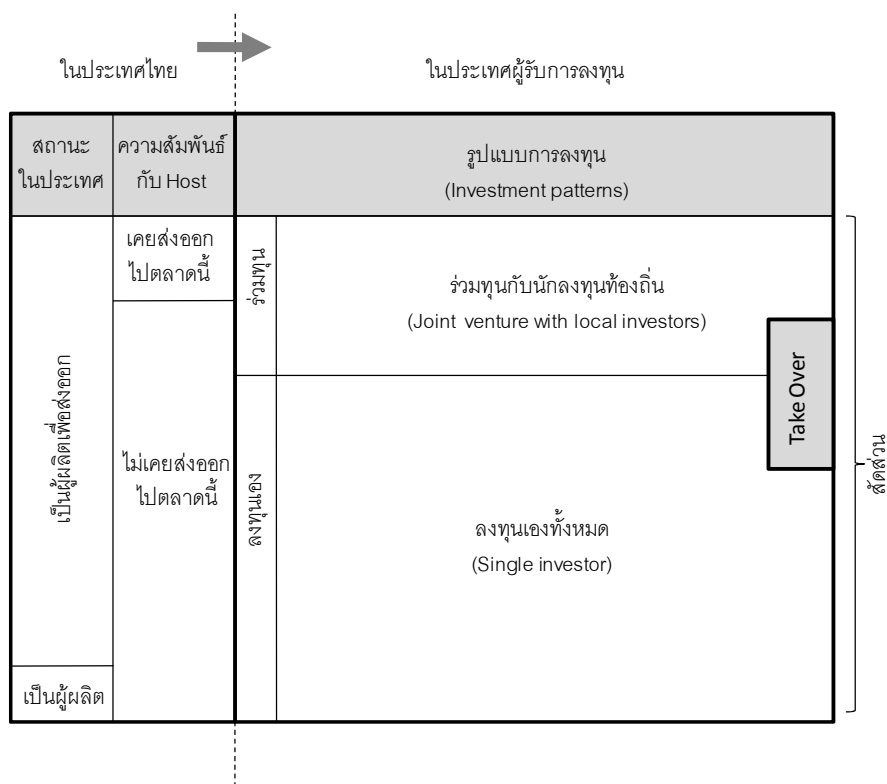 ในประเทศไทย
ในประเทศผู้รับการลงทุน
สถานะ
ในประเทศ
ความสัมพันธ์
กับ Host
รูปแบบการลงทุน
(Investment patterns)
เคยส่งออก
ไปตลาดนี้
ร่วมทุน
ร่วมทุนกับนักลงทุนท้องถิ่น
(Joint venture with local investors)
Take Over
เป็นผู้ผลิตเพื่อส่งออก
ไม่เคยส่งออก
ไปตลาดนี้
ลงทุนเอง
ลงทุนเองทั้งหมด
(Single investor)
สัดส่วน
เป็นผู้ผลิต